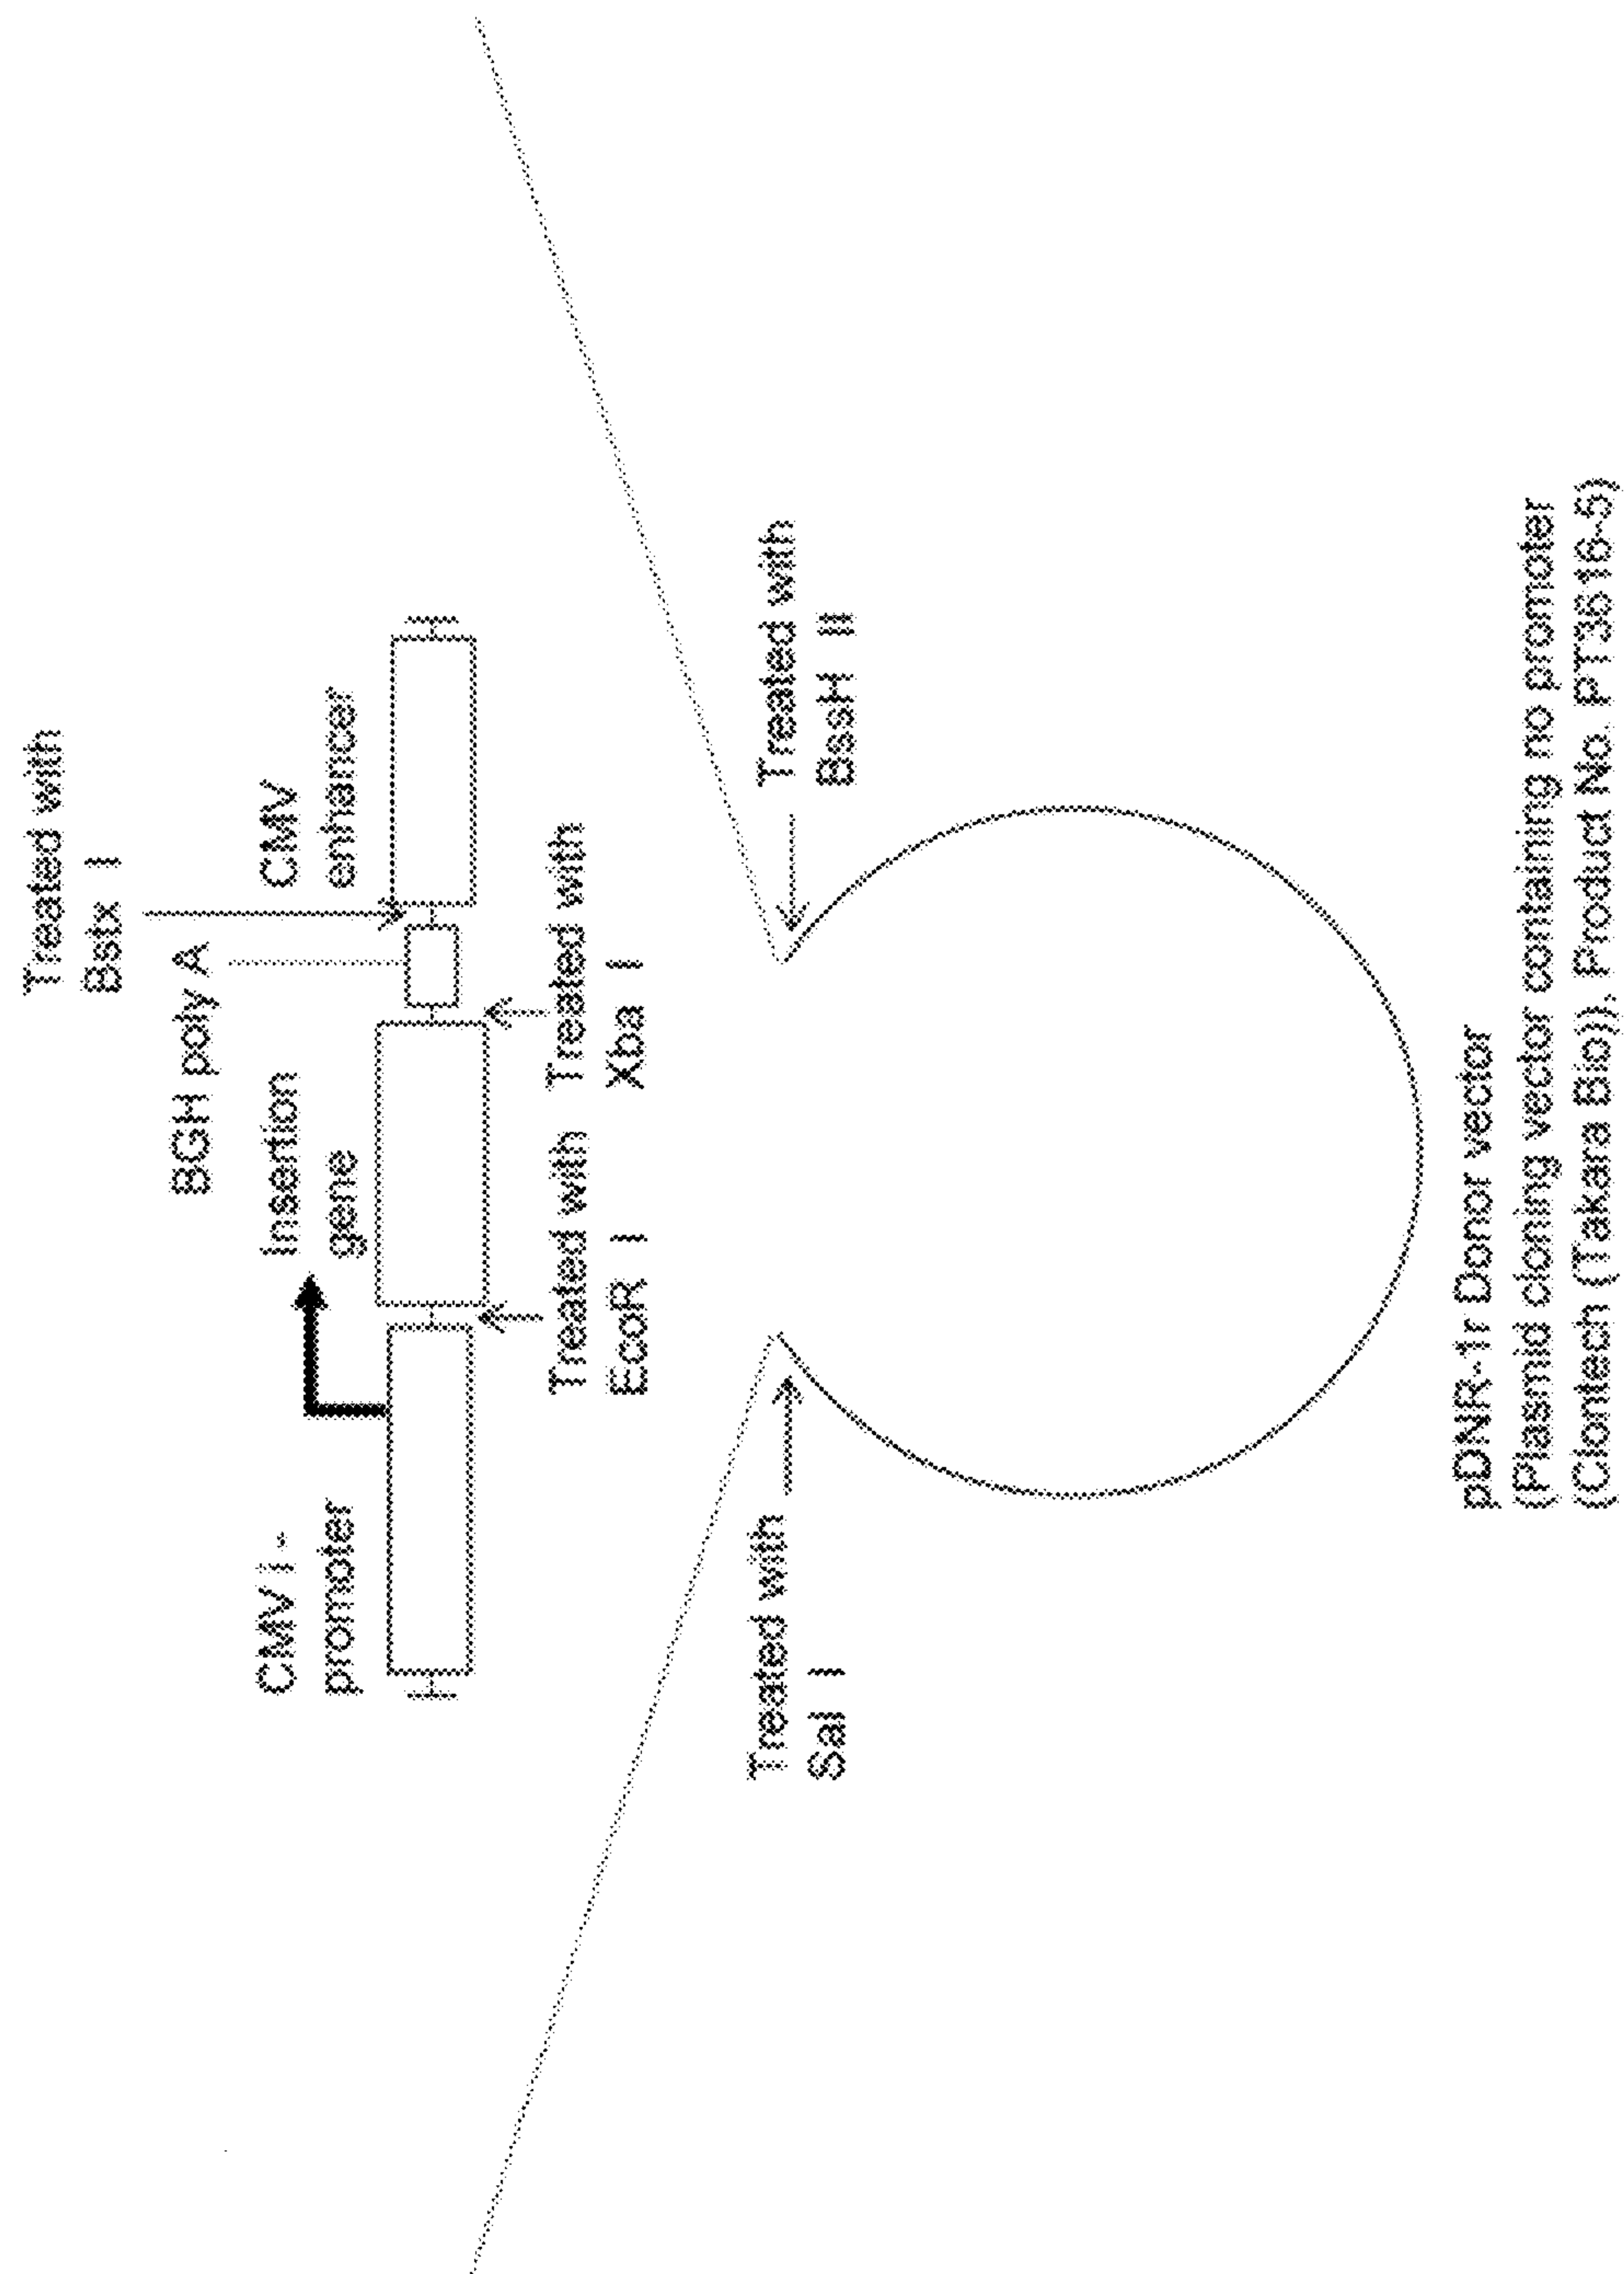 Treated with
Bstx I
BGH poly A
CMV i -
promoter
Insertion
gene
CMV
enhancer
Treated with
EcoR I
Treated with
Xba I
Treated with
Sal I
Treated with
BssH II
pDNR-1r Donor vector
(Plasmid cloning vector containing no promoter
(Clontech (Takara Bio)), Product No. PT3616-5)